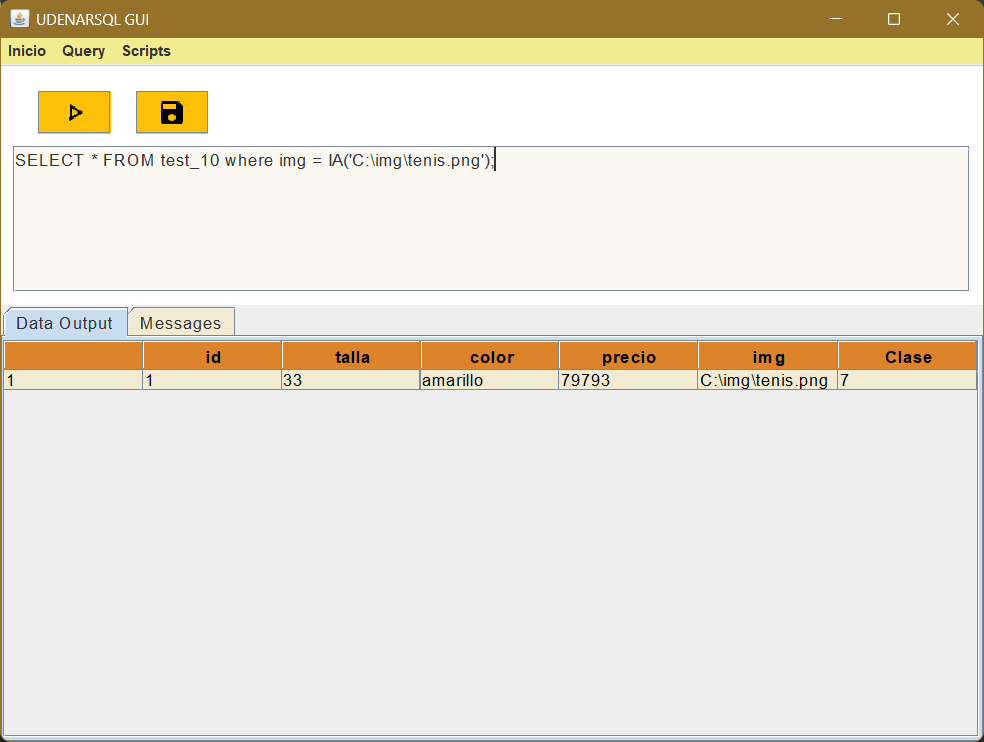 UDENARSQL GUI
Inicio Query Scripts
SELECT * FROM test_10 where img = IA('C:\img\tenis.png');
Data Output Messages
id talla color precio img Clase
1 1 33 amarillo 79793 C:\img\tenis.png 7